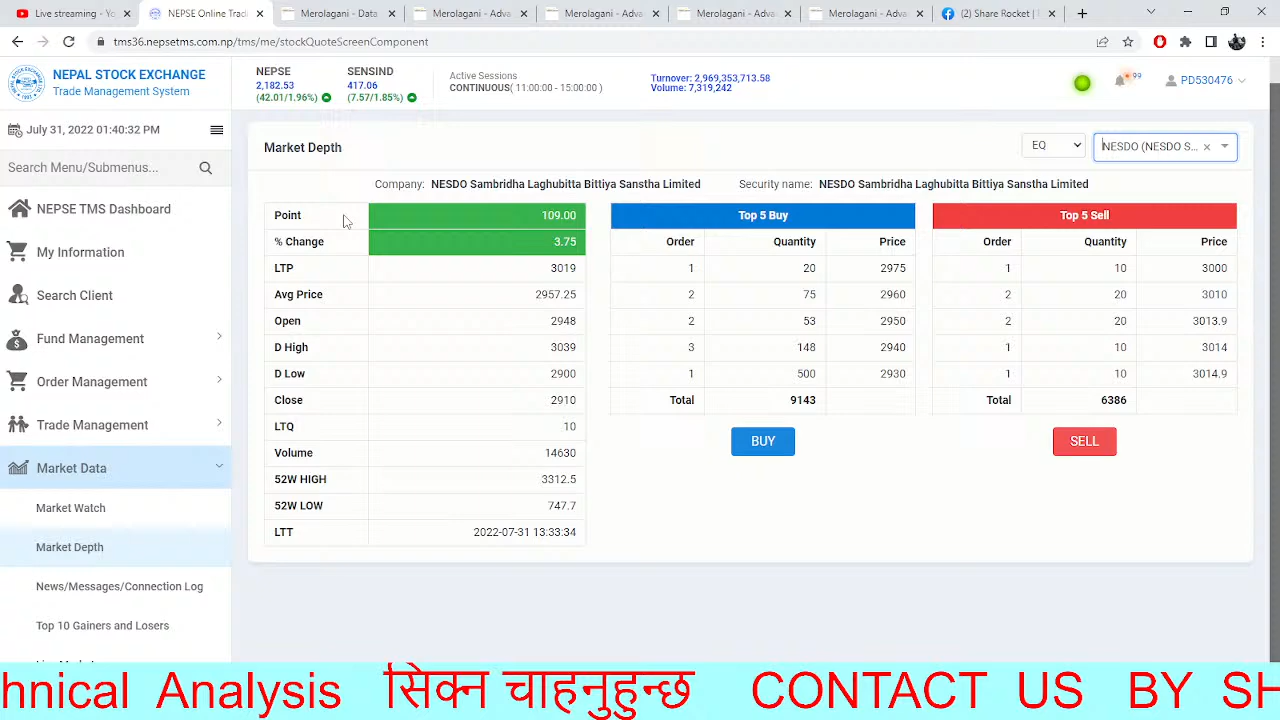 Live streaming - Yo
NEPSE Online Tradi
Merolagani - Data
Merolagani - Adva
Merolagani - Adva
Merolagani - Adva
Merolagani - Adva
(2) Share Rocket | E
tms36.nepsetms.com.np/tms/me/stockQuoteScreenComponent
NEPAL STOCK EXCHANGE
Trade Management System
NEPSE
2,182.53
(42.01/1.96%)
SENSIND
417.06
(7.57/1.85%)
Active Sessions
CONTINUOUS( 11:00:00 - 15:00:00 )
Turnover: 2,969,353,713.58
Volume: 7,319,242
99
PD530476
July 31, 2022 01:40:32 PM
Search Menu/Submenus...
NEPSE TMS Dashboard
My Information
Search Client
Fund Management
Order Management
Trade Management
Market Data
Market Watch
Market Depth
News/Messages/Connection Log
Top 10 Gainers and Losers
Market Depth
EQ
NESDO (NESDO S...
Company: NESDO Sambridha Laghubitta Bittiya Sanstha Limited
Security name: NESDO Sambridha Laghubitta Bittiya Sanstha Limited
Point 109.00
% Change 3.75
LTP 3019
Avg Price 2957.25
Open 2948
D High 3039
D Low 2900
Close 2910
LTQ 10
Volume 14630
52W HIGH 3312.5
52W LOW 747.7
LTT 2022-07-31 13:33:34
Top 5 Buy
Order Quantity Price
1 20 2975
2 75 2960
2 53 2950
3 148 2940
1 500 2930
Total 9143
BUY
Top 5 Sell
Order Quantity Price
1 10 3000
2 20 3010
2 20 3013.9
1 10 3014
1 10 3014.9
Total 6386
SELL
hnical Analysis सिक्न चाहनुहुन्छ CONTACT US BY SH